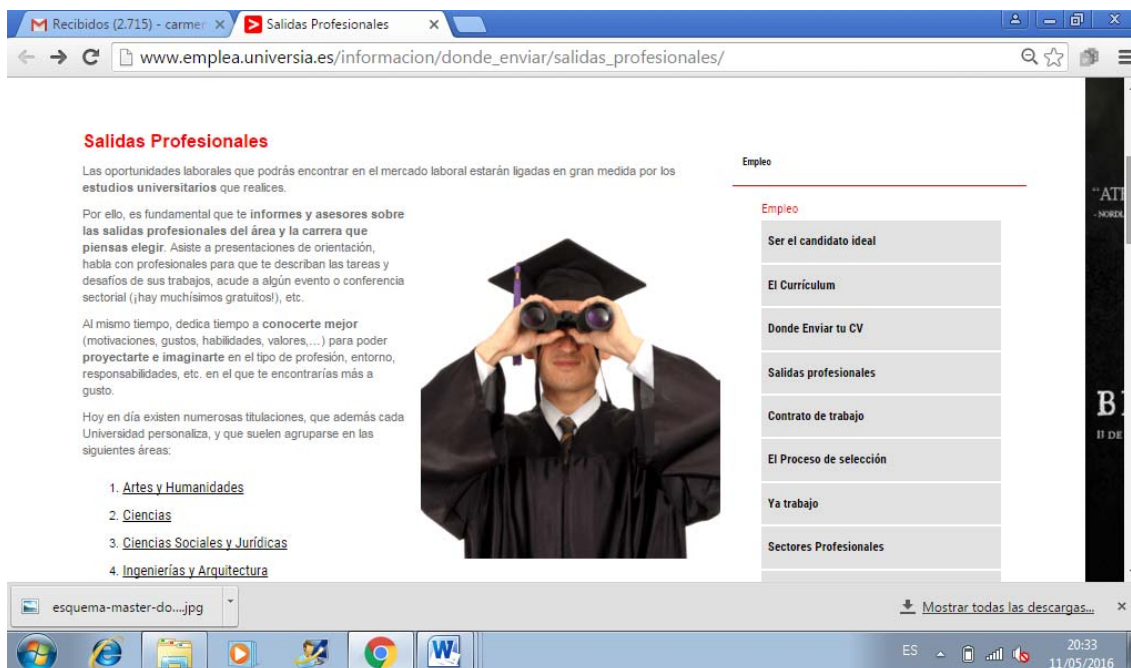 Recibidos (2.715) - carmen
Salidas Profesionales
www.emplea.universia.es/informacion/donde_enviar/salidas_profesionales/
Salidas Profesionales
Las oportunidades laborales que podrás encontrar en el mercado laboral estarán ligadas en gran medida por los
estudios universitarios que realices.
Por ello, es fundamental que te informes y asesores sobre
las salidas profesionales del área y la carrera que
piensas elegir. Asiste a presentaciones de orientación,
habla con profesionales para que te describan las tareas y
desafíos de sus trabajos, acude a algún evento o conferencia
sectorial (¡hay muchísimos gratuitos!), etc.
Al mismo tiempo, dedica tiempo a conocerte mejor
(motivaciones, gustos, habilidades, valores,...) para poder
proyectarte e imaginarte en el tipo de profesión, entorno,
responsabilidades, etc. en el que te encontrarías más a
gusto.
Hoy en día existen numerosas titulaciones, que además cada
Universidad personaliza, y que suelen agruparse en las
siguientes áreas:
1. Artes y Humanidades
2. Ciencias
3. Ciencias Sociales y Jurídicas
4. Ingenierías y Arquitectura
Empleo
Empleo
Ser el candidato ideal
El Currículum
Donde Enviar tu CV
Salidas profesionales
Contrato de trabajo
El Proceso de selección
Ya trabajo
Sectores Profesionales
"ATI
- NORDL
B
11 DE
esquema-master-do....jpg
Mostrar todas las descargas...
ES
20:33
11/05/2016